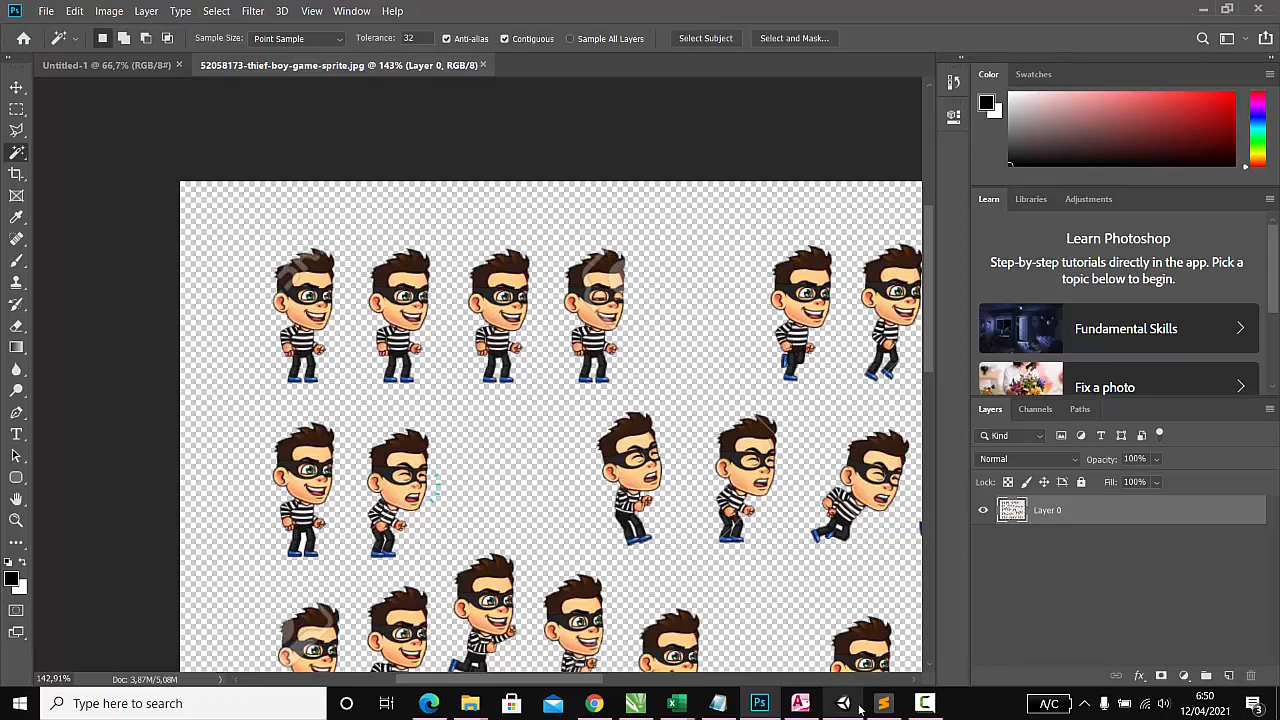 Ps File Edit Image Layer Type Select Filter 3D View Window Help
Sample Size: Point Sample Tolerance: 32 Anti-alias Contiguous Sample All Layers Select Subject Select and Mask...
Untitled-1 @ 66,7% (RGB/8#) × 52058173-thief-boy-game-sprite.jpg @ 143% (Layer 0, RGB/8) ×
Color Swatches
Learn Libraries Adjustments
Learn Photoshop
Step-by-step tutorials directly in the app. Pick a
topic below to begin.
Fundamental Skills
Fix a photo
Layers Channels Paths
Kind
Normal Opacity: 100%
Lock: Fill: 100%
Layer 0
142,91% Doc: 3,87M/5,08M
Type here to search
Ps
A/C
6:50
12/04/2021
3